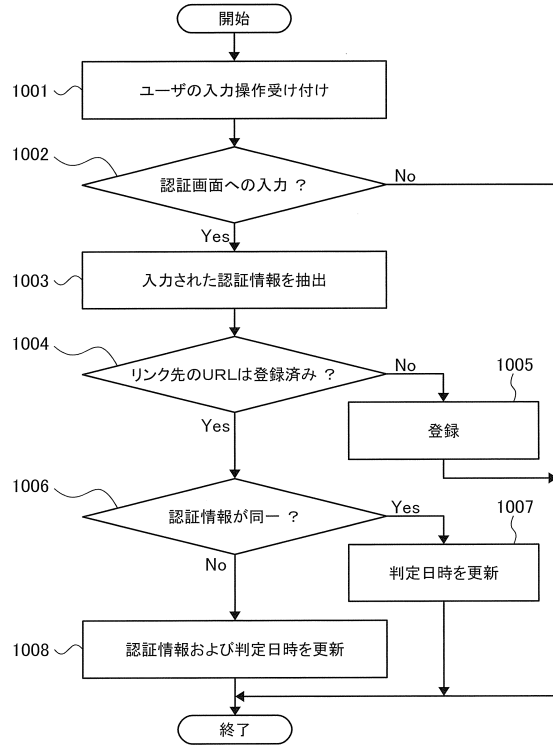 開始
1001
ユーザの入力操作受け付け
1002
認証画面への入力 ?
No
Yes
1003
入力された認証情報を抽出
1004
リンク先のURLは登録済み ?
No
1005
登録
Yes
1006
認証情報が同一 ?
Yes
1007
判定日時を更新
No
1008
認証情報および判定日時を更新
終了